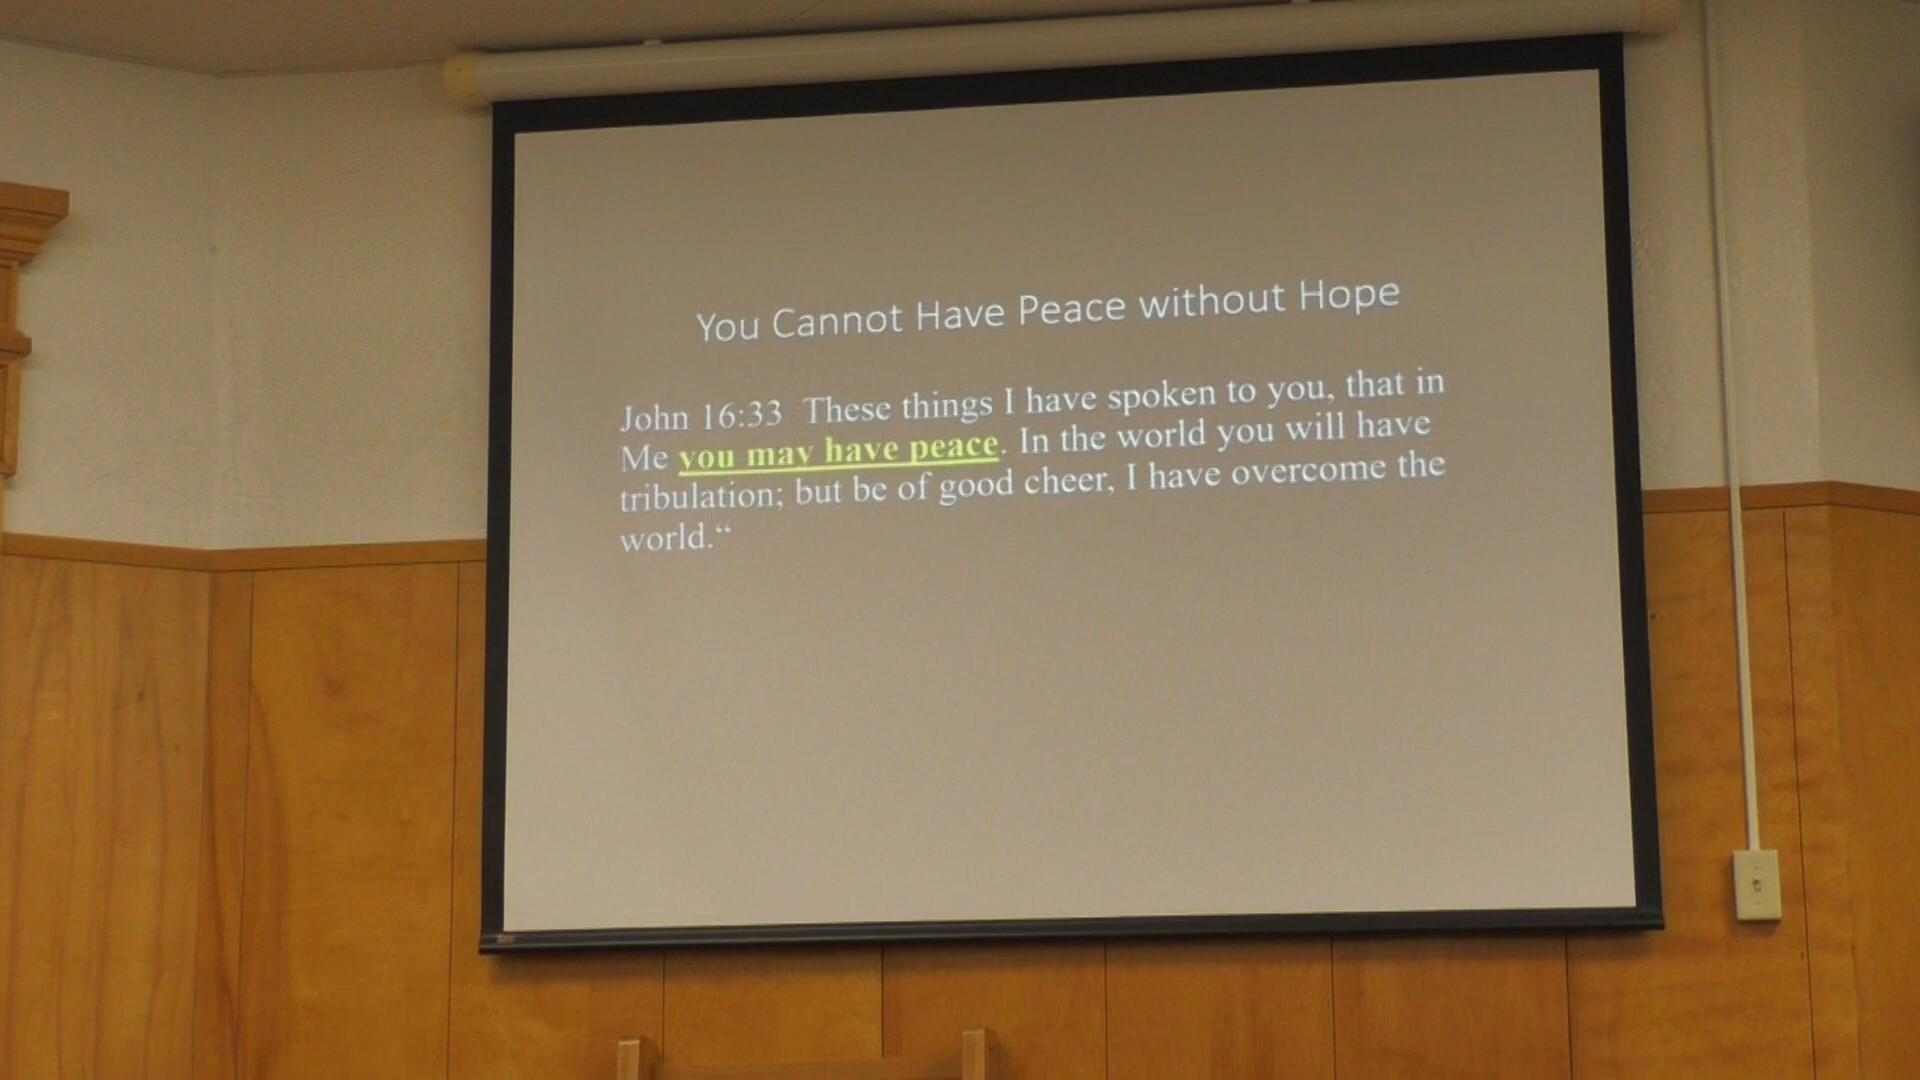 You Cannot Have Peace without Hope
John 16:33 These things I have spoken to you, that in
Me you may have peace. In the world you will have
tribulation; but be of good cheer, I have overcome the
world.“